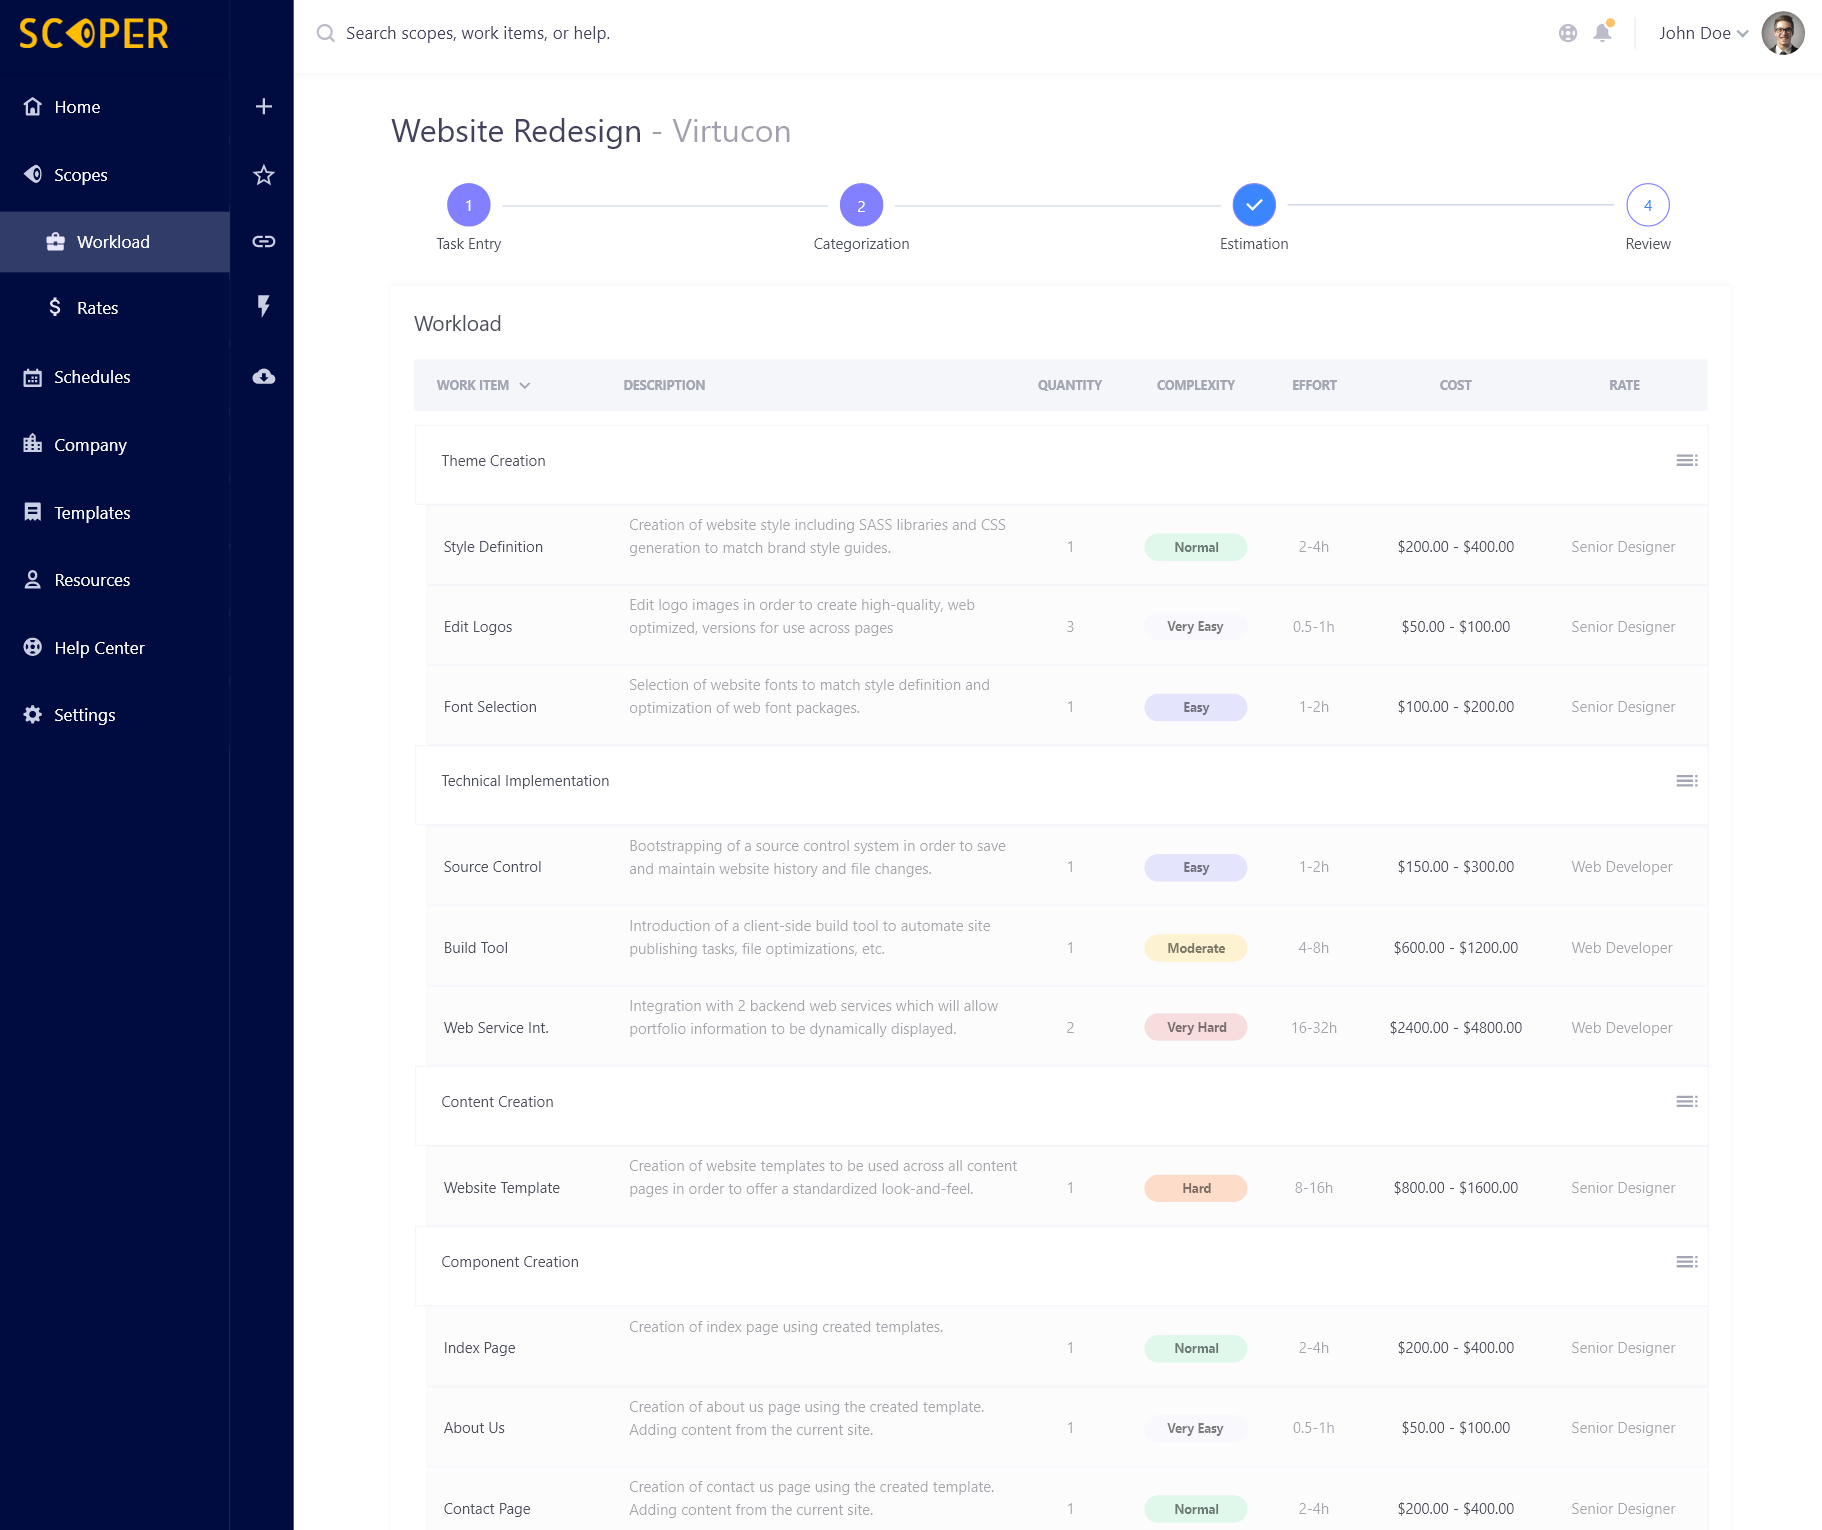 SCOPER
Search scopes, work items, or help.
John Doe
Home
Scopes
Workload
Rates
Schedules
Company
Templates
Resources
Help Center
Settings
Website Redesign - Virtucon
1
2
4
Task Entry
Categorization
Estimation
Review
Workload
WORK ITEM DESCRIPTION QUANTITY COMPLEXITY EFFORT COST RATE
Theme Creation
Creation of website style including SASS libraries and CSS
generation to match brand style guides.
Style Definition 1 Normal 2-4h $200.00 - $400.00 Senior Designer
Edit logo images in order to create high-quality, web
optimized, versions for use across pages
Edit Logos 3 Very Easy 0.5-1h $50.00 - $100.00 Senior Designer
Selection of website fonts to match style definition and
optimization of web font packages.
Font Selection 1 Easy 1-2h $100.00 - $200.00 Senior Designer
Technical Implementation
Bootstrapping of a source control system in order to save
and maintain website history and file changes.
Source Control 1 Easy 1-2h $150.00 - $300.00 Web Developer
Introduction of a client-side build tool to automate site
publishing tasks, file optimizations, etc.
Build Tool 1 Moderate 4-8h $600.00 - $1200.00 Web Developer
Integration with 2 backend web services which will allow
portfolio information to be dynamically displayed.
Web Service Int. 2 Very Hard 16-32h $2400.00 - $4800.00 Web Developer
Content Creation
Creation of website templates to be used across all content
pages in order to offer a standardized look-and-feel.
Website Template 1 Hard 8-16h $800.00 - $1600.00 Senior Designer
Component Creation
Creation of index page using created templates.
Index Page 1 Normal 2-4h $200.00 - $400.00 Senior Designer
Creation of about us page using the created template.
Adding content from the current site.
About Us 1 Very Easy 0.5-1h $50.00 - $100.00 Senior Designer
Creation of contact us page using the created template.
Adding content from the current site.
Contact Page 1 Normal 2-4h $200.00 - $400.00 Senior Designer